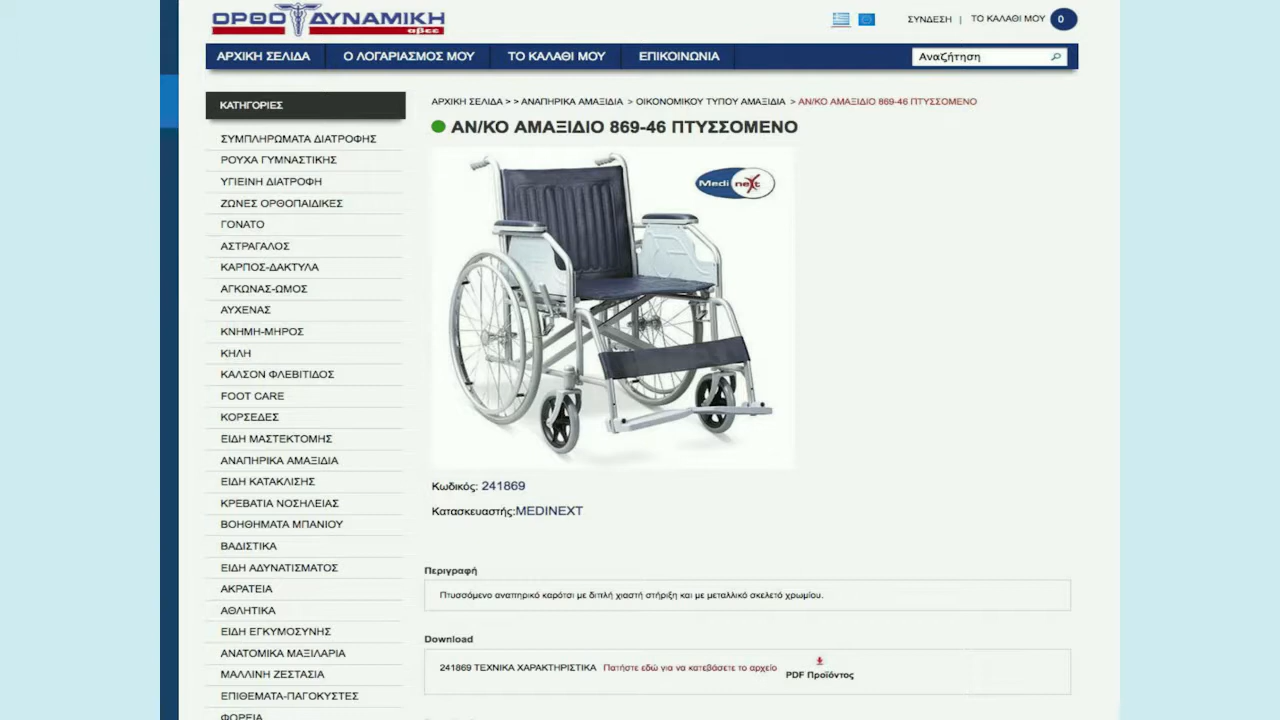 ΟΡΘΟ ΔΥΝΑΜΙΚΗ
αβεε
ΣΥΝΔΕΣΗ | ΤΟ ΚΑΛΑΘΙ ΜΟΥ 0
ΑΡΧΙΚΗ ΣΕΛΙΔΑ Ο ΛΟΓΑΡΙΑΣΜΟΣ ΜΟΥ ΤΟ ΚΑΛΑΘΙ ΜΟΥ ΕΠΙΚΟΙΝΩΝΙΑ Αναζήτηση
ΚΑΤΗΓΟΡΙΕΣ
ΣΥΜΠΛΗΡΩΜΑΤΑ ΔΙΑΤΡΟΦΗΣ
ΡΟΥΧΑ ΓΥΜΝΑΣΤΙΚΗΣ
ΥΓΙΕΙΝΗ ΔΙΑΤΡΟΦΗ
ΖΩΝΕΣ ΟΡΘΟΠΑΙΔΙΚΕΣ
ΓΟΝΑΤΟ
ΑΣΤΡΑΓΑΛΟΣ
ΚΑΡΠΟΣ-ΔΑΚΤΥΛΑ
ΑΓΚΩΝΑΣ-ΩΜΟΣ
ΑΥΧΕΝΑΣ
ΚΝΗΜΗ-ΜΗΡΟΣ
ΚΗΛΗ
ΚΑΛΣΟΝ ΦΛΕΒΙΤΙΔΟΣ
FOOT CARE
ΚΟΡΣΕΔΕΣ
ΕΙΔΗ ΜΑΣΤΕΚΤΟΜΗΣ
ΑΝΑΠΗΡΙΚΑ ΑΜΑΞΙΔΙΑ
ΕΙΔΗ ΚΑΤΑΚΛΙΣΗΣ
ΚΡΕΒΑΤΙΑ ΝΟΣΗΛΕΙΑΣ
ΒΟΗΘΗΜΑΤΑ ΜΠΑΝΙΟΥ
ΒΑΔΙΣΤΙΚΑ
ΕΙΔΗ ΑΔΥΝΑΤΙΣΜΑΤΟΣ
ΑΚΡΑΤΕΙΑ
ΑΘΛΗΤΙΚΑ
ΕΙΔΗ ΕΓΚΥΜΟΣΥΝΗΣ
ΑΝΑΤΟΜΙΚΑ ΜΑΞΙΛΑΡΙΑ
ΜΑΛΛΙΝΗ ΖΕΣΤΑΣΙΑ
ΕΠΙΘΕΜΑΤΑ-ΠΑΓΟΚΥΣΤΕΣ
ΦΟΡΕΙΑ
ΑΡΧΙΚΗ ΣΕΛΙΔΑ > > ΑΝΑΠΗΡΙΚΑ ΑΜΑΞΙΔΙΑ > ΟΙΚΟΝΟΜΙΚΟΥ ΤΥΠΟΥ ΑΜΑΞΙΔΙΑ > ΑΝ/ΚΟ ΑΜΑΞΙΔΙΟ 869-46 ΠΤΥΣΣΟΜΕΝΟ
ΑΝ/ΚΟ ΑΜΑΞΙΔΙΟ 869-46 ΠΤΥΣΣΟΜΕΝΟ
Medi next
Κωδικός: 241869
Κατασκευαστής:MEDINEXT
Περιγραφή
Πτυσσόμενο αναπηρικό καρότσι με διπλή χιαστή στήριξη και με μεταλλικό σκελετό χρωμίου.
Download
241869 ΤΕΧΝΙΚΑ ΧΑΡΑΚΤΗΡΙΣΤΙΚΑ Πατήστε εδώ για να κατεβάσετε το αρχείο
PDF Προϊόντος